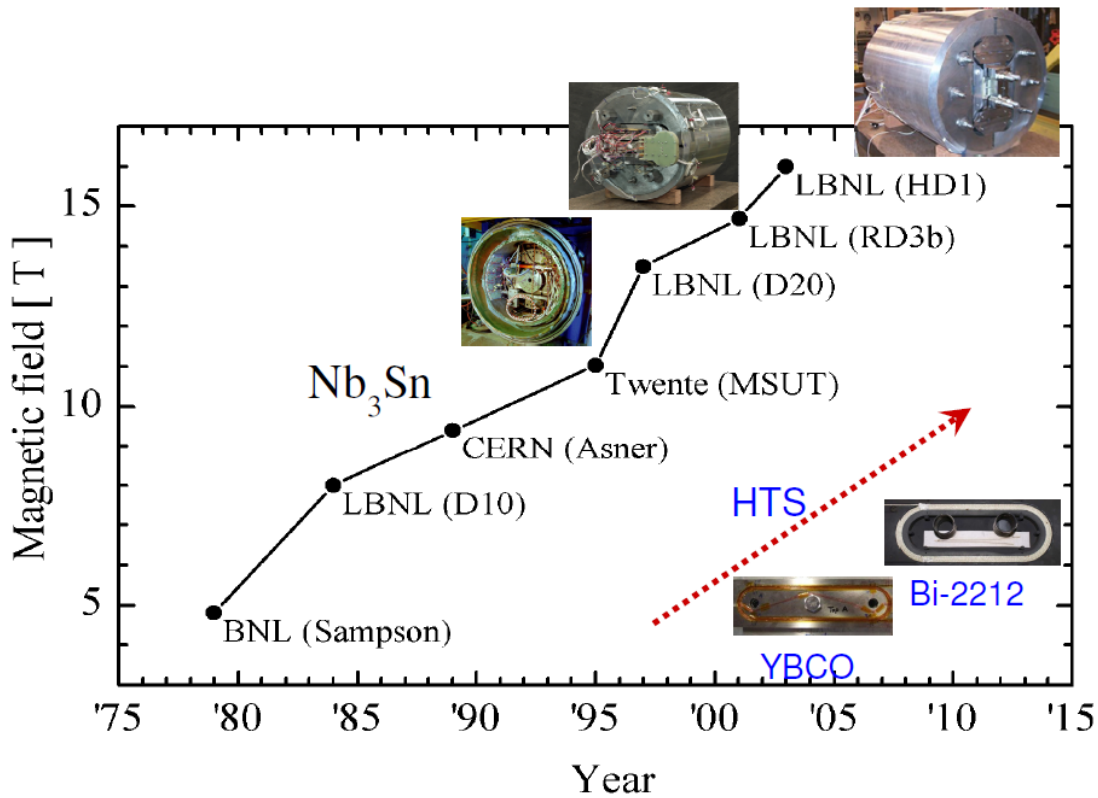 Magnetic field [ T ]
15
10
5
LBNL (HD1)
LBNL (RD3b)
LBNL (D20)
Nb₃Sn
Twente (MSUT)
CERN (Asner)
LBNL (D10)
HTS
Bi-2212
BNL (Sampson)
YBCO
'75 '80 '85 '90 '95 '00 '05 '10 '15
Year